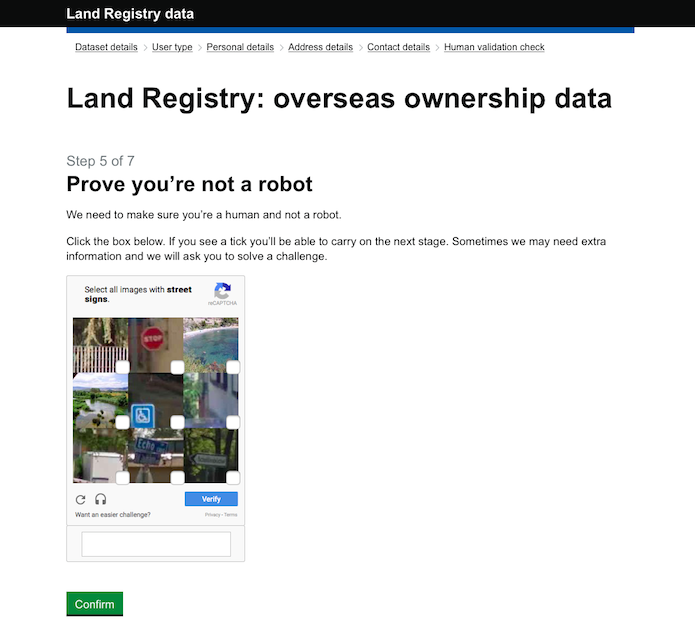 Land Registry data
Dataset details > User type > Personal details > Address details > Contact details > Human validation check
Land Registry: overseas ownership data
Step 5 of 7
Prove you’re not a robot
We need to make sure you’re a human and not a robot.
Click the box below. If you see a tick you’ll be able to carry on the next stage. Sometimes we may need extra
information and we will ask you to solve a challenge.
Select all images with street
signs.
reCAPTCHA
STOP
Echo
Verify
Want an easier challenge?
Privacy - Terms
Confirm